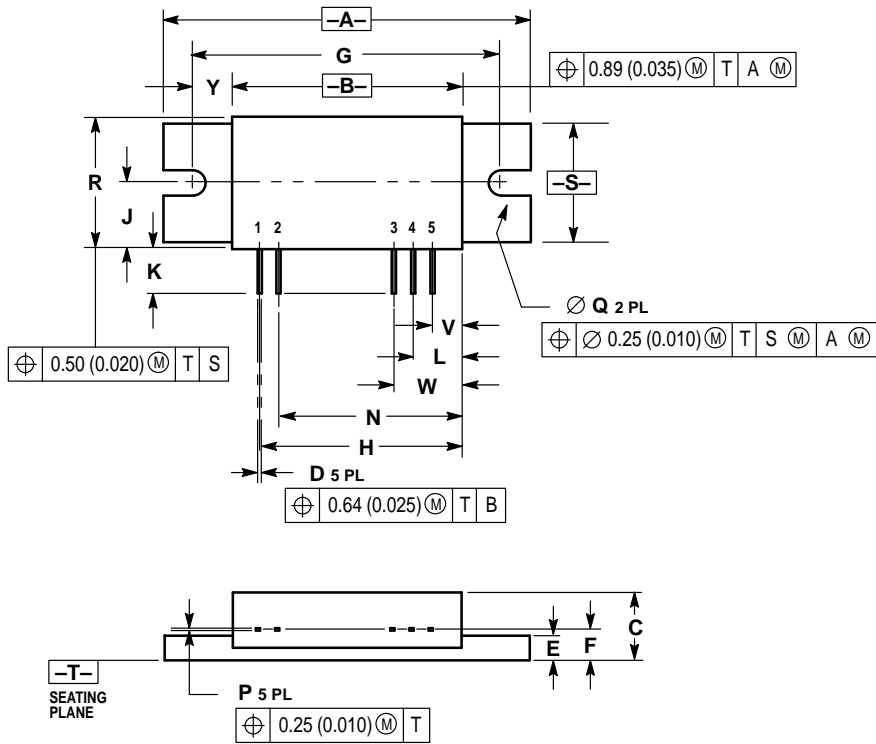 –A–
G
Y –B–
⌖ 0.89 (0.035) Ⓜ T A Ⓜ
R
–S–
J
1 2 3 4 5
K
∅ Q 2 PL
V
⌖ ∅ 0.25 (0.010) Ⓜ T S Ⓜ A Ⓜ
L
⌖ 0.50 (0.020) Ⓜ T S
W
N
H
D 5 PL
⌖ 0.64 (0.025) Ⓜ T B
C
E F
–T–
SEATING
PLANE
P 5 PL
⌖ 0.25 (0.010) Ⓜ T